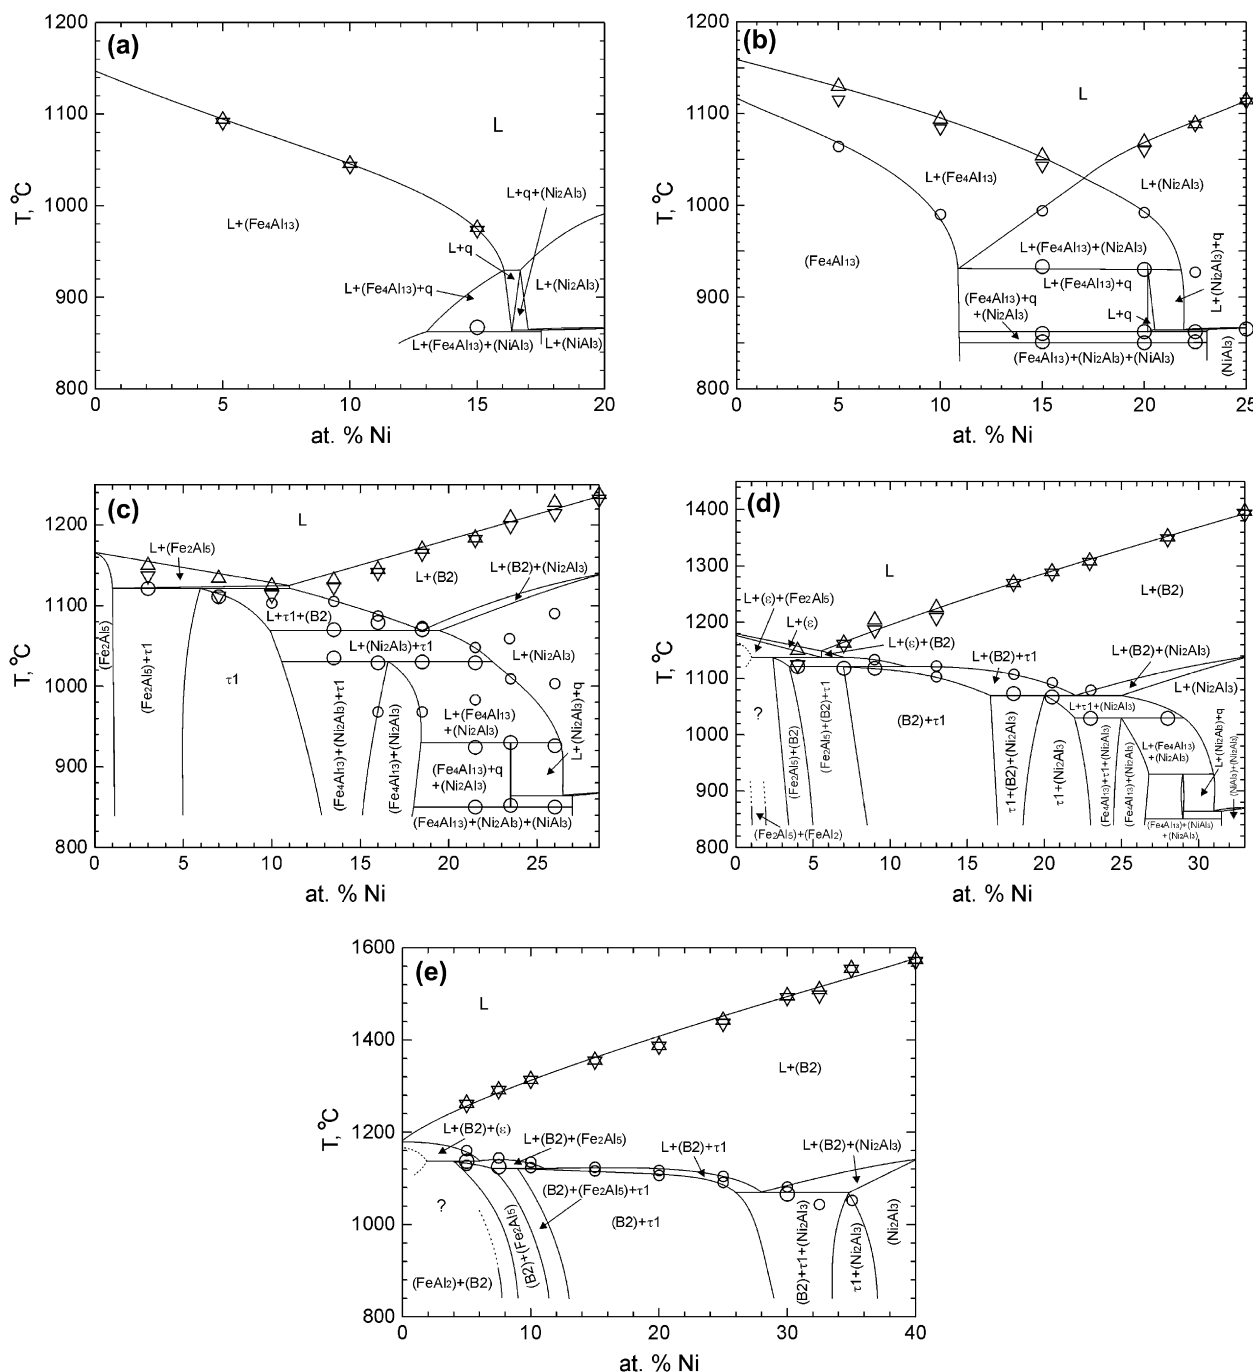 (a)
1200
1100
1000
900
800
T, °C
L
L+q+(Ni2Al3)
L+(Fe4Al13)
L+q
L+(Fe4Al13)+q
L+(Ni2Al3)
L+(Fe4Al13)+(NiAl3)
L+(NiAl3)
0 5 10 15 20
at. % Ni
(b)
1200
1100
1000
900
800
T, °C
L
L+(Fe4Al13)
L+(Ni2Al3)
L+(Fe4Al13)+(Ni2Al3)
(Fe4Al13)
L+(Fe4Al13)+q
(Fe4Al13)+q
+(Ni2Al3)
L+q
L+(Ni2Al3)+q
(Fe4Al13)+(Ni2Al3)+(NiAl3)
(NiAl3)
0 5 10 15 20 25
at. % Ni
(c)
1200
1100
1000
900
800
T, °C
L
L+(Fe2Al5)
L+(B2)
L+(B2)+(Ni2Al3)
L+τ1+(B2)
L+(Ni2Al3)+τ1
L+(Ni2Al3)
(Fe2Al5)
(Fe2Al5)+τ1
τ1
(Fe4Al13)+(Ni2Al3)+τ1
(Fe4Al13)+(Ni2Al3)
L+(Fe4Al13)
+(Ni2Al3)
L+(Ni2Al3)+q
(Fe4Al13)+q
+(Ni2Al3)
(Fe4Al13)+(Ni2Al3)+(NiAl3)
0 5 10 15 20 25
at. % Ni
(d)
1400
1300
1200
1100
1000
900
800
T, °C
L
L+(B2)
L+(ε)+(Fe2Al5)
L+(ε)
L+(ε)+(B2)
L+(B2)+τ1
L+(B2)+(Ni2Al3)
L+(Ni2Al3)
L+τ1+(Ni2Al3)
?
(B2)+τ1
(Fe2Al5)+(B2)
(Fe2Al5)+(B2)+τ1
τ1+(B2)+(Ni2Al3)
τ1+(Ni2Al3)
(Fe4Al13)+τ1+(Ni2Al3)
(Fe4Al13)+(Ni2Al3)
L+(Fe4Al13)
+(Ni2Al3)
L+(Ni2Al3)+q
(NiAl3)+(Ni2Al3)
(Fe2Al5)+(FeAl2)
(Fe4Al13)+(NiAl3)
+(Ni2Al3)
0 5 10 15 20 25 30
at. % Ni
(e)
1600
1400
1200
1000
800
T, °C
L
L+(B2)
L+(B2)+(ε)
L+(B2)+(Fe2Al5)
L+(B2)+τ1
L+(B2)+(Ni2Al3)
(B2)+(Fe2Al5)+τ1
?
(B2)+τ1
(B2)+(Fe2Al5)
(B2)+τ1+(Ni2Al3)
τ1+(Ni2Al3)
(Ni2Al3)
(FeAl2)+(B2)
0 10 20 30 40
at. % Ni